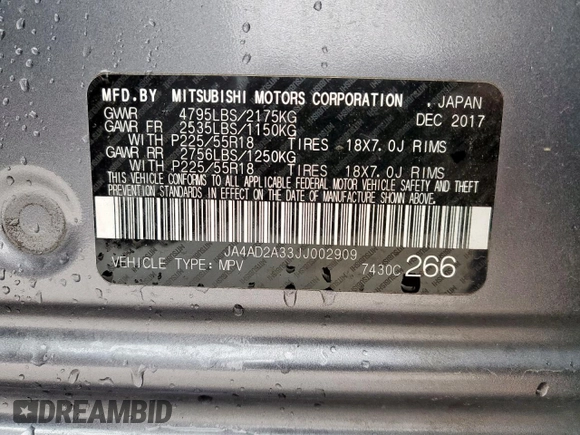 MFD.BY MITSUBISHI MOTORS CORPORATION . JAPAN
GVWR 4795LBS/2175KG DEC 2017
GAWR FR 2535LBS/1150KG
WITH P225/55R18 TIRES 18X7.0J RIMS
GAWR RR 2756LBS/1250KG
WITH P225/55R18 TIRES 18X7.0J RIMS
THIS VEHICLE CONFORMS TO ALL APPLICABLE FEDERAL MOTOR VEHICLE SAFETY AND THEFT
PREVENTION STANDARDS IN EFFECT ON THE DATE OF MANUFACTURE SHOWN ABOVE.
JA4AD2A33JJ002909
VEHICLE TYPE: MPV 7430C 266
DREAMBID